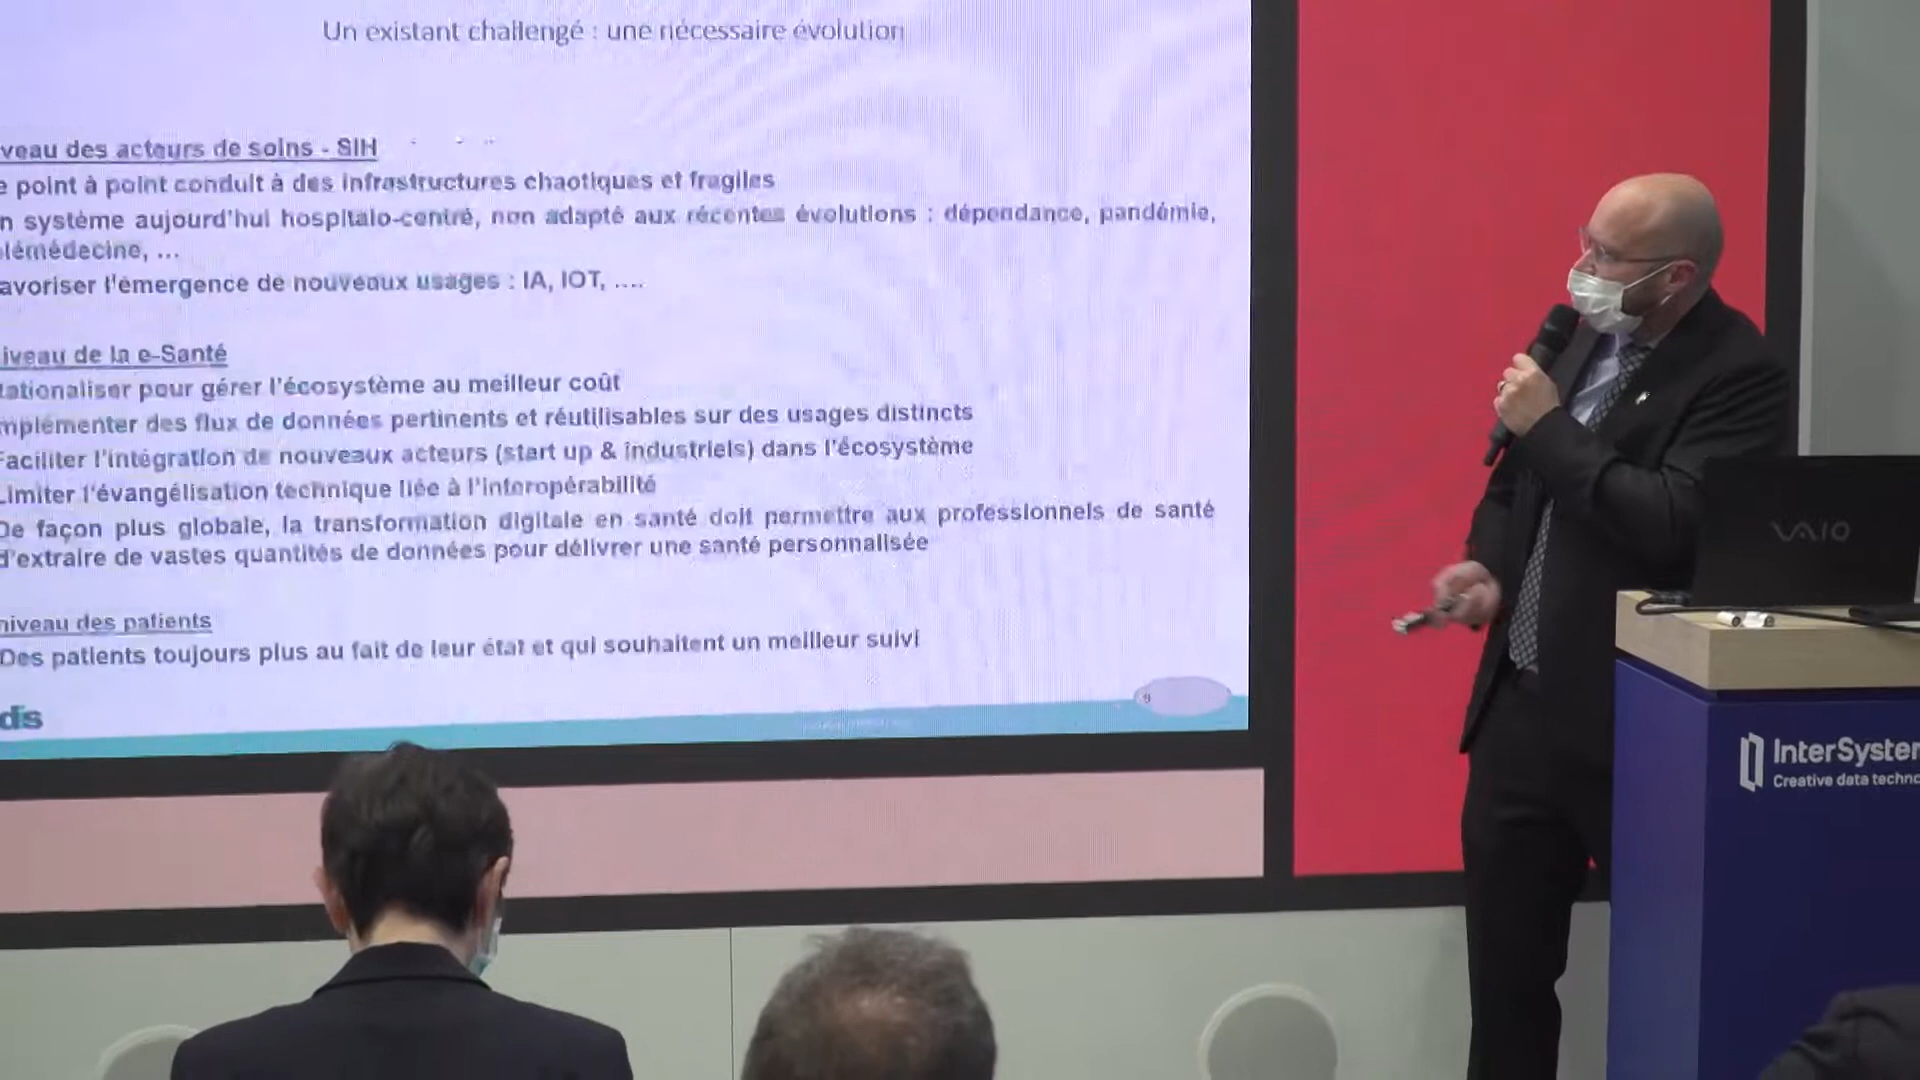 Un existant challengé : une nécessaire évolution
veau des acteurs de soins - SIH
e point à point conduit à des infrastructures chaotiques et fragiles
n système aujourd'hui hospitalo-centré, non adapté aux récentes évolutions : dépendance, pandémie,
lémédecine, ...
avoriser l'émergence de nouveaux usages : IA, IOT, ....
iveau de la e-Santé
Rationaliser pour gérer l'écosystème au meilleur coût
mplémenter des flux de données pertinents et réutilisables sur des usages distincts
Faciliter l'intégration de nouveaux acteurs (start up & industriels) dans l'écosystème
Limiter l'évangélisation technique liée à l'interopérabilité
De façon plus globale, la transformation digitale en santé doit permettre aux professionnels de santé
d'extraire de vastes quantités de données pour délivrer une santé personnalisée
niveau des patients
Des patients toujours plus au fait de leur état et qui souhaitent un meilleur suivi
dis
9
VAIO
InterSystem
Creative data techno